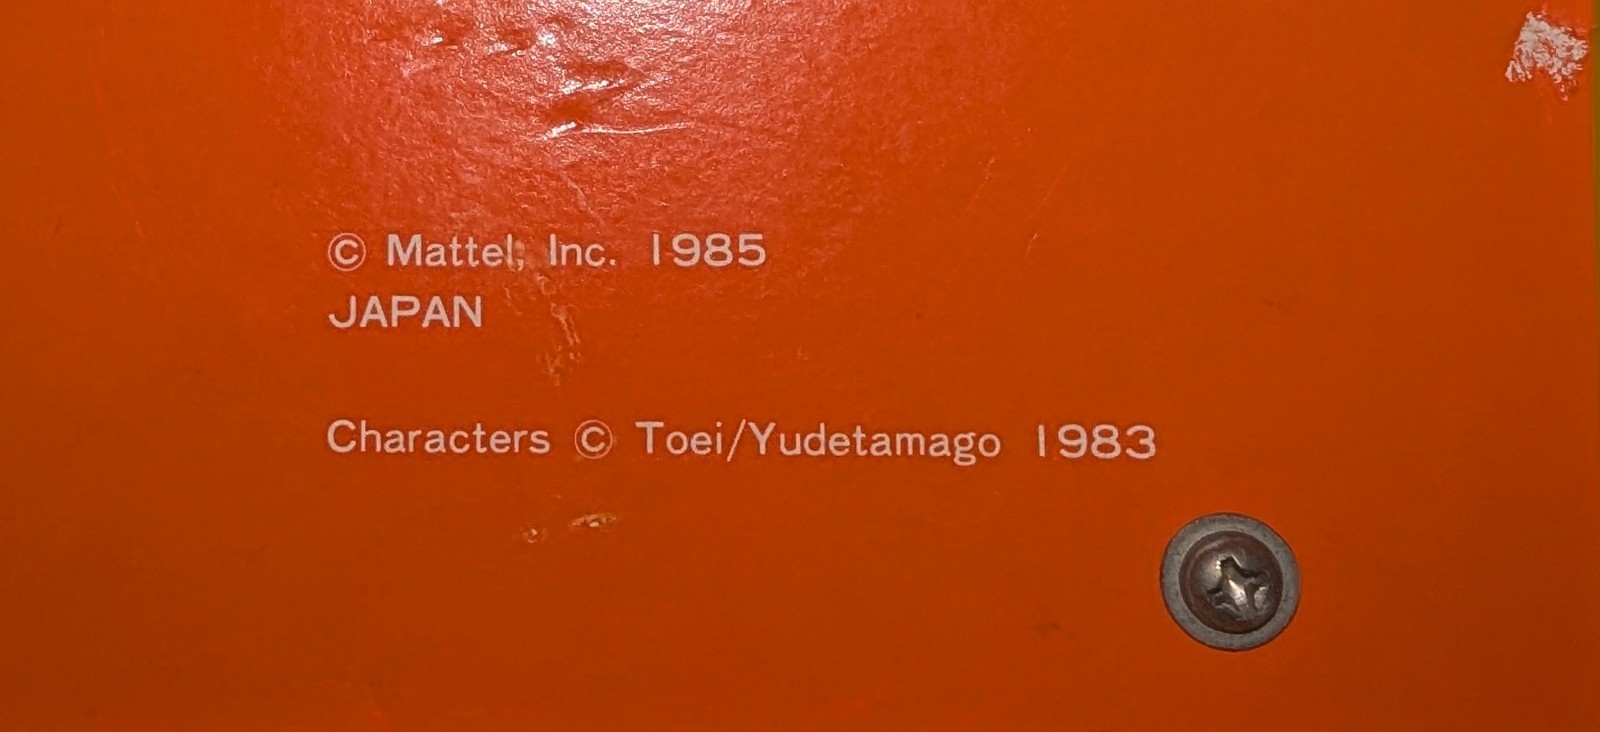 © Mattel, Inc. 1985
JAPAN
Characters © Toei/Yudetamago 1983